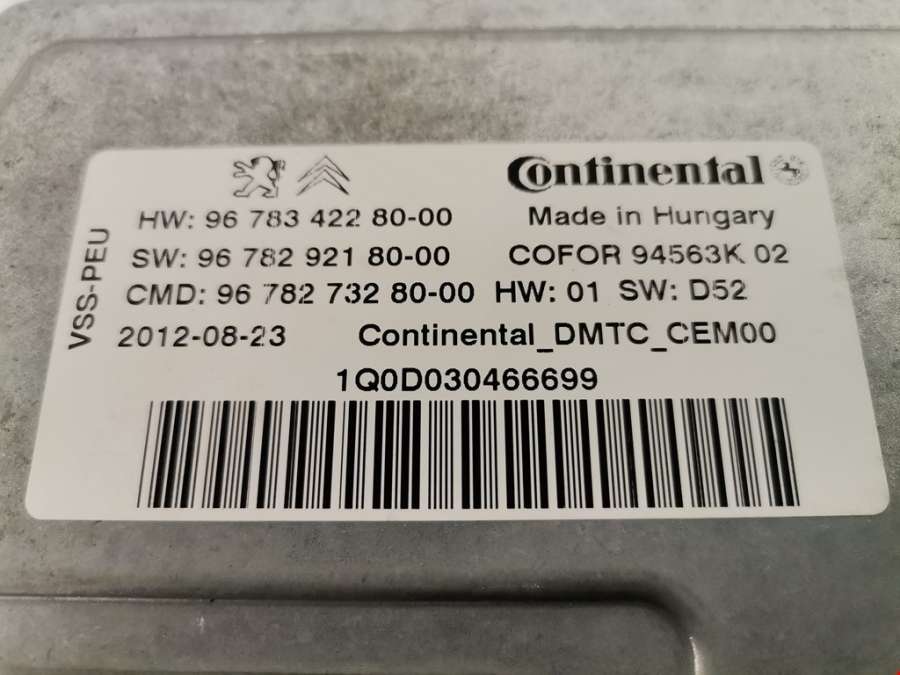 Continental
HW: 96 783 422 80-00 Made in Hungary
SW: 96 782 921 80-00 COFOR 94563K 02
CMD: 96 782 732 80-00 HW: 01 SW: D52
2012-08-23 Continental_DMTC_CEM00
1Q0D030466699
VSS-PEU